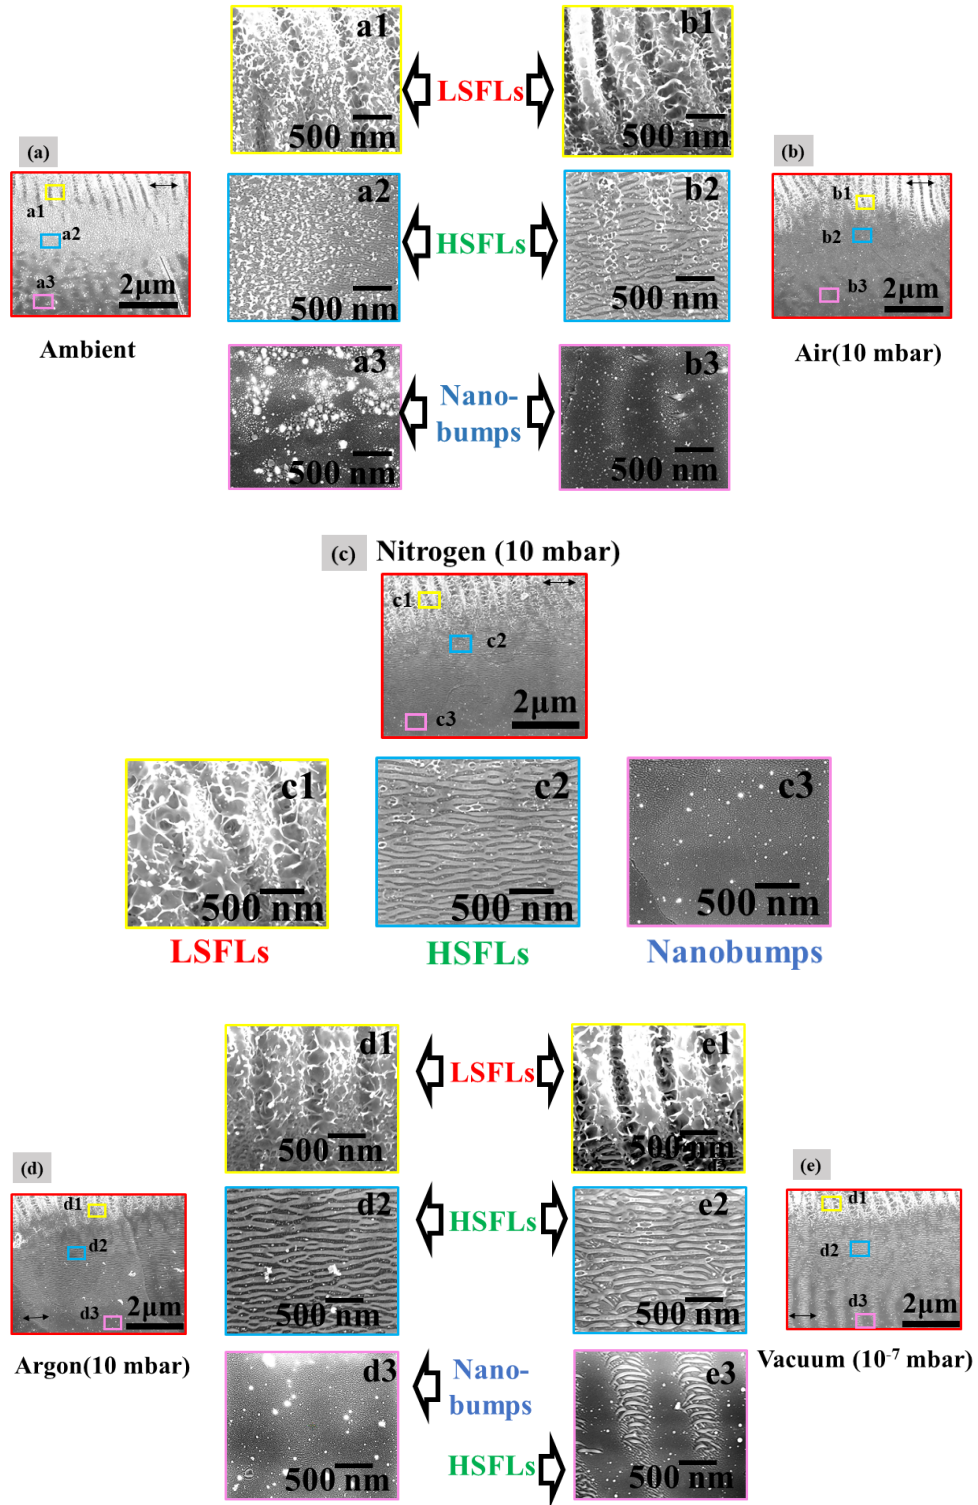 a1
500 nm
LSFLs
b1
500 nm
(a)
a1
a2
a3
2μm
Ambient
a2
500 nm
HSFLs
b2
500 nm
(b)
b1
b2
b3
2μm
Air(10 mbar)
a3
500 nm
Nano-
bumps
b3
500 nm
(c) Nitrogen (10 mbar)
c1
c2
c3
2μm
c1
500 nm
c2
500 nm
c3
500 nm
LSFLs
HSFLs
Nanobumps
d1
500 nm
LSFLs
e1
500 nm
(d)
d1
d2
d3
2μm
Argon(10 mbar)
d2
500 nm
HSFLs
e2
500 nm
(e)
d1
d2
d3
2μm
Vacuum (10⁻⁷ mbar)
d3
500 nm
Nano-
bumps
HSFLs
e3
500 nm